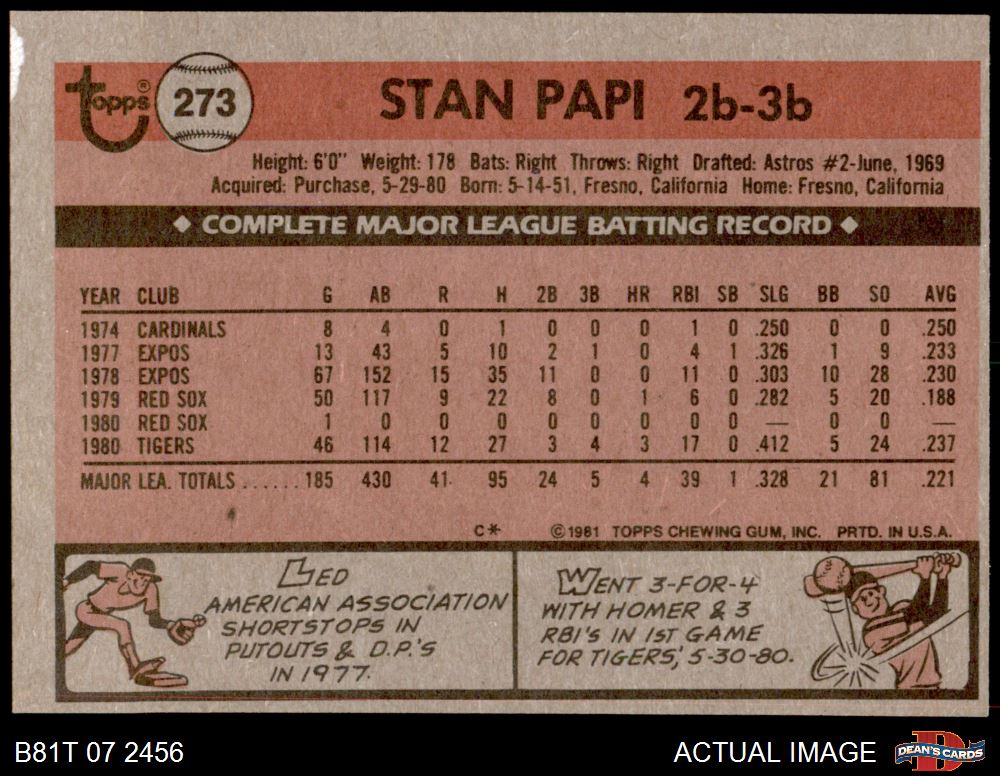 topps® 273 STAN PAPI 2b-3b
Height: 6'0" Weight: 178 Bats: Right Throws: Right Drafted: Astros #2-June, 1969
Acquired: Purchase, 5-29-80 Born: 5-14-51, Fresno, California Home: Fresno, California
◆ COMPLETE MAJOR LEAGUE BATTING RECORD ◆
YEAR CLUB G AB R H 2B 3B HR RBI SB SLG BB SO AVG
1974 CARDINALS 8 4 0 1 0 0 0 1 0 .250 0 0 .250
1977 EXPOS 13 43 5 10 2 1 0 4 1 .326 1 9 .233
1978 EXPOS 67 152 15 35 11 0 0 11 0 .303 10 28 .230
1979 RED SOX 50 117 9 22 8 0 1 6 0 .282 5 20 .188
1980 RED SOX 1 0 0 0 0 0 0 0 0 — 0 0 —
1980 TIGERS 46 114 12 27 3 4 3 17 0 .412 5 24 .237
MAJOR LEA. TOTALS ...... 185 430 41 95 24 5 4 39 1 .328 21 81 .221
C* ©1981 TOPPS CHEWING GUM, INC. PRTD. IN U.S.A.
LED
AMERICAN ASSOCIATION
SHORTSTOPS IN
PUTOUTS & D.P.'S
IN 1977.
WENT 3-FOR-4
WITH HOMER & 3
RBI'S IN 1ST GAME
FOR TIGERS, 5-30-80.
B81T 07 2456 ACTUAL IMAGE DEAN'S CARDS